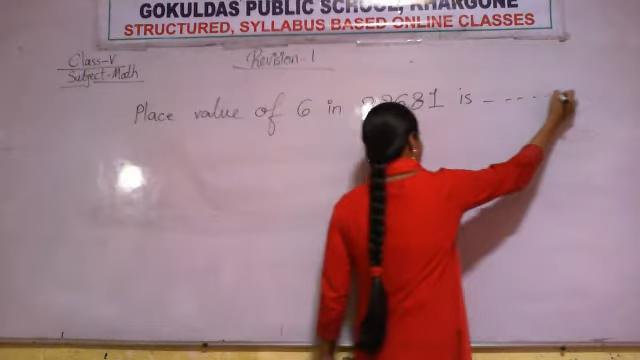 GOKULDAS PUBLIC SCHOOL, KHARGONE
STRUCTURED, SYLLABUS BASED ONLINE CLASSES
Class-V
Subject-Math
Revision-1
Place value of 6 in is - - - - -